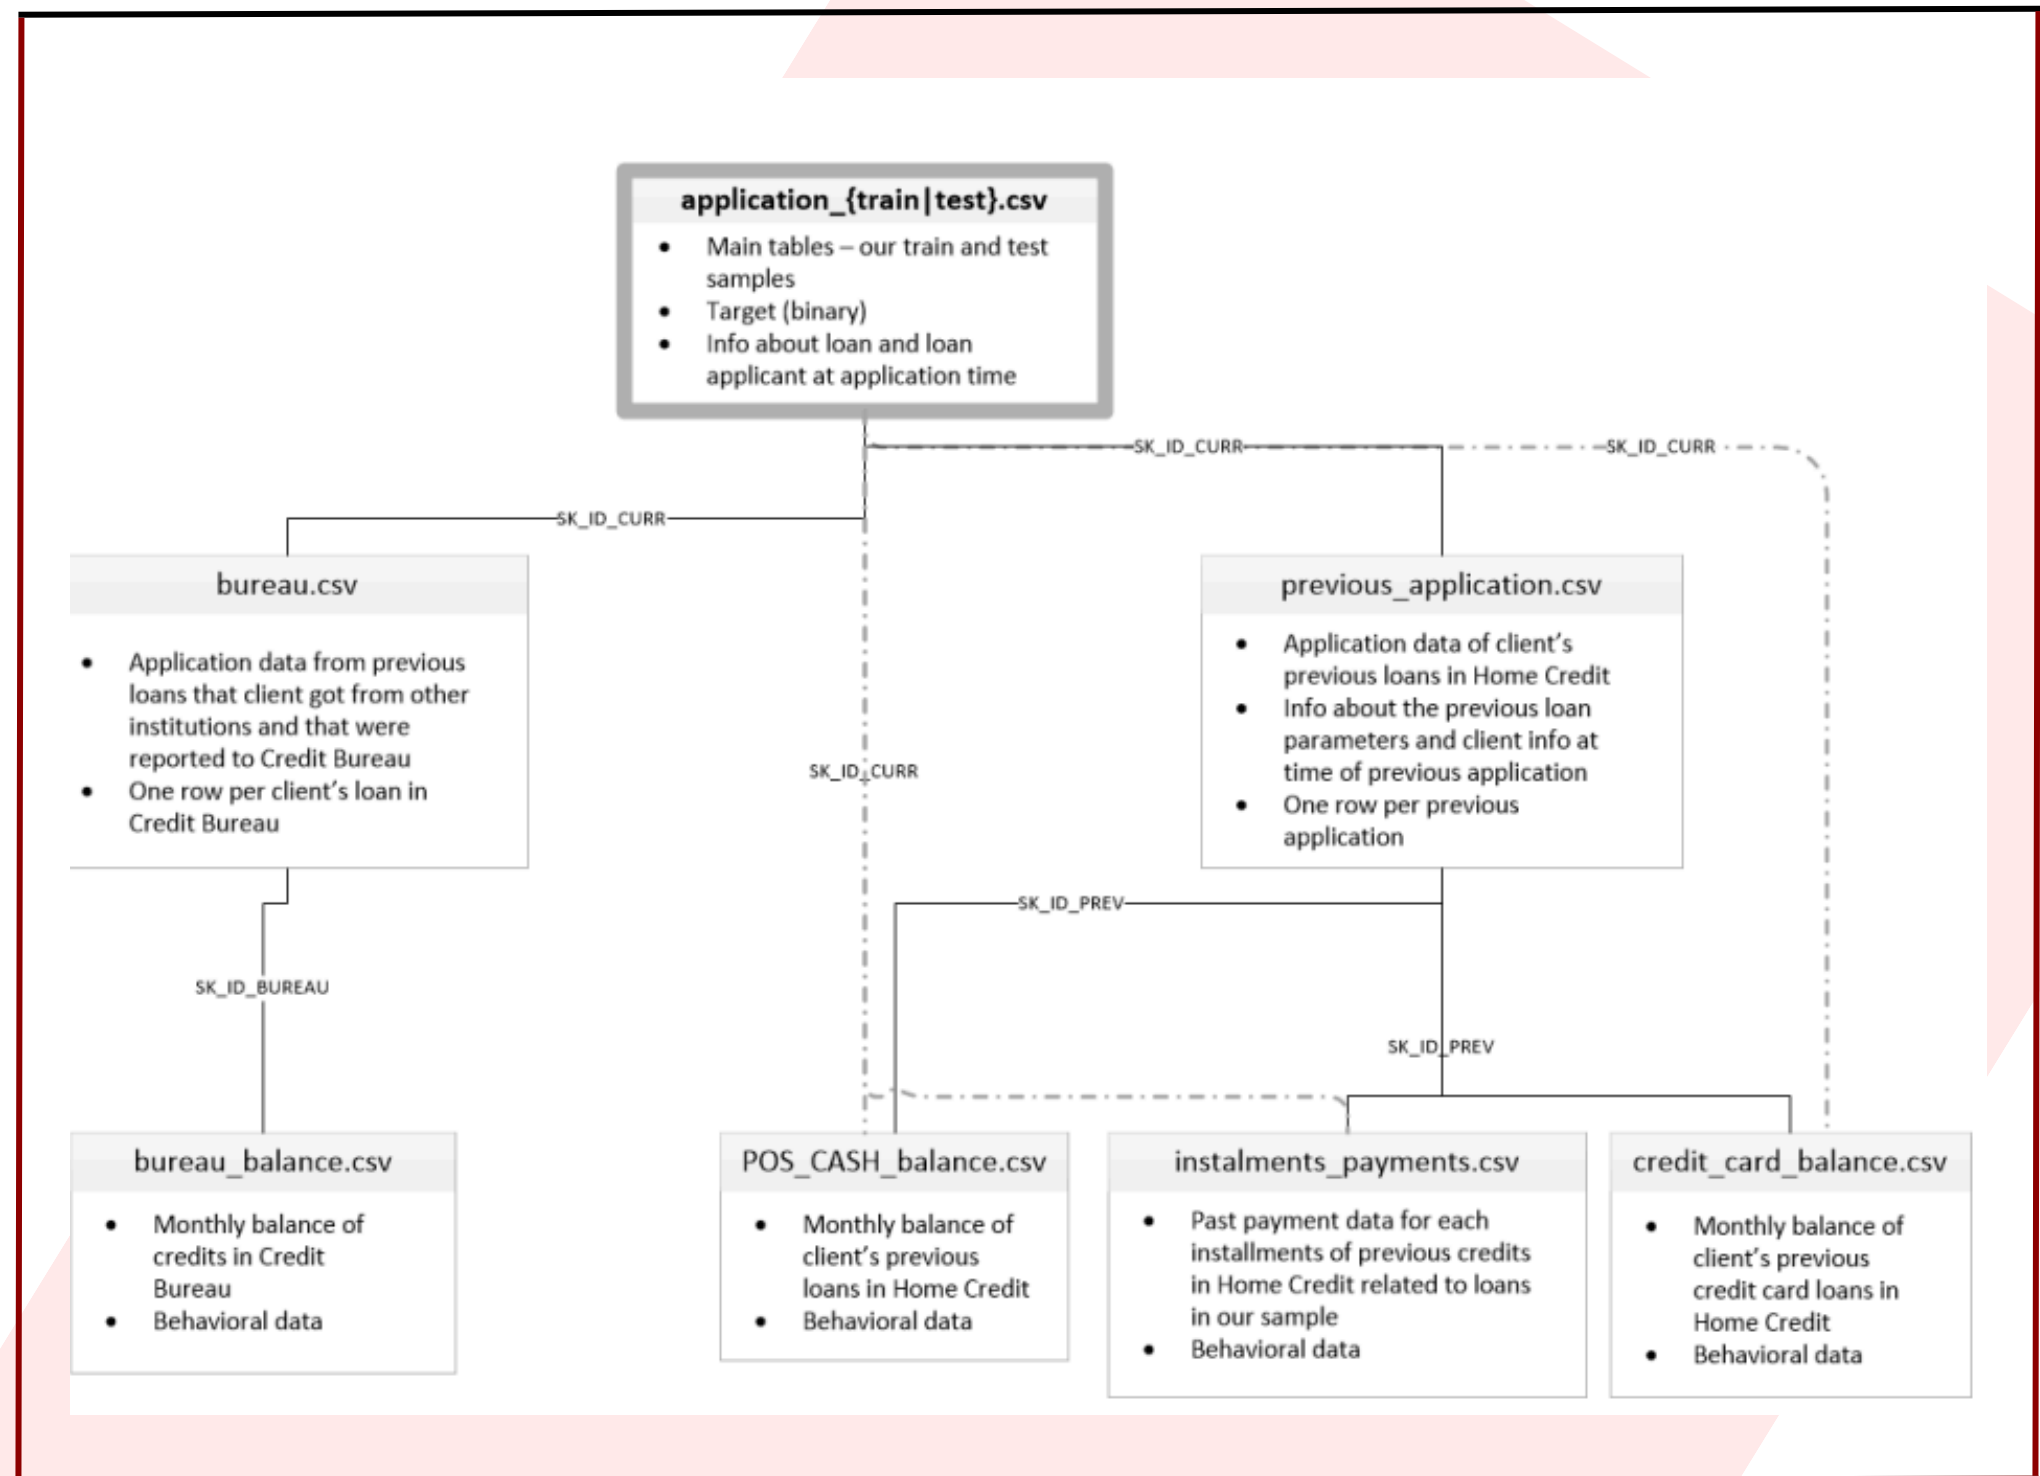 application_{train|test}.csv
• Main tables – our train and test
samples
• Target (binary)
• Info about loan and loan
applicant at application time
SK_ID_CURR
SK_ID_CURR
SK_ID_CURR
bureau.csv
• Application data from previous
loans that client got from other
institutions and that were
reported to Credit Bureau
• One row per client's loan in
Credit Bureau
previous_application.csv
• Application data of client's
previous loans in Home Credit
• Info about the previous loan
parameters and client info at
time of previous application
• One row per previous
application
SK_ID_CURR
SK_ID_PREV
SK_ID_BUREAU
SK_ID_PREV
bureau_balance.csv
• Monthly balance of
credits in Credit
Bureau
• Behavioral data
POS_CASH_balance.csv
• Monthly balance of
client's previous
loans in Home Credit
• Behavioral data
instalments_payments.csv
• Past payment data for each
installments of previous credits
in Home Credit related to loans
in our sample
• Behavioral data
credit_card_balance.csv
• Monthly balance of
client's previous
credit card loans in
Home Credit
• Behavioral data